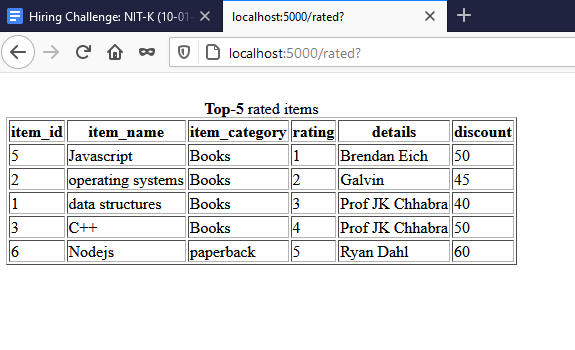 Hiring Challenge: NIT-K (10-01-
localhost:5000/rated?
localhost:5000/rated?
Top-5 rated items
item_id item_name item_category rating details discount
5 Javascript Books 1 Brendan Eich 50
2 operating systems Books 2 Galvin 45
1 data structures Books 3 Prof JK Chhabra 40
3 C++ Books 4 Prof JK Chhabra 50
6 Nodejs paperback 5 Ryan Dahl 60